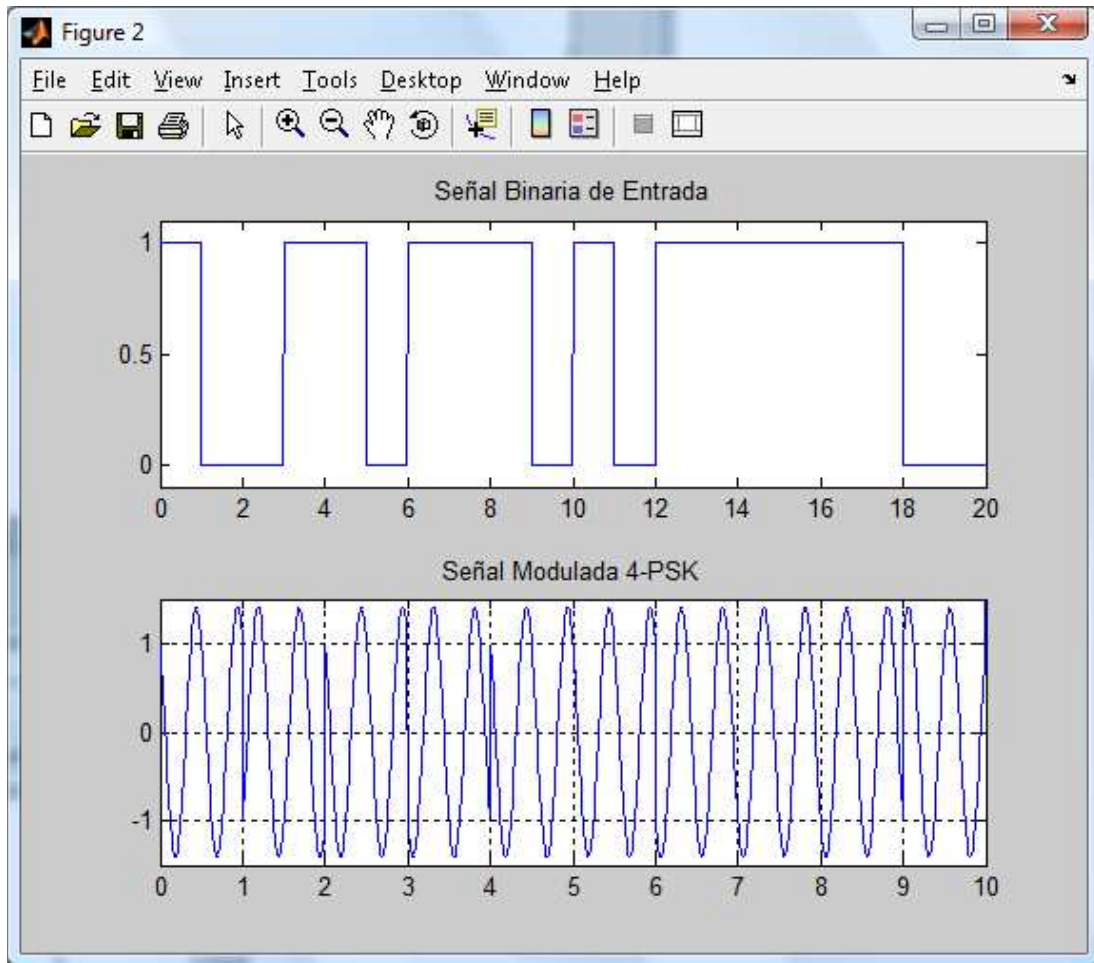 Figure 2
File Edit View Insert Tools Desktop Window Help
Señal Binaria de Entrada
1
0.5
0
0 2 4 6 8 10 12 14 16 18 20
Señal Modulada 4-PSK
1
0
-1
0 1 2 3 4 5 6 7 8 9 10